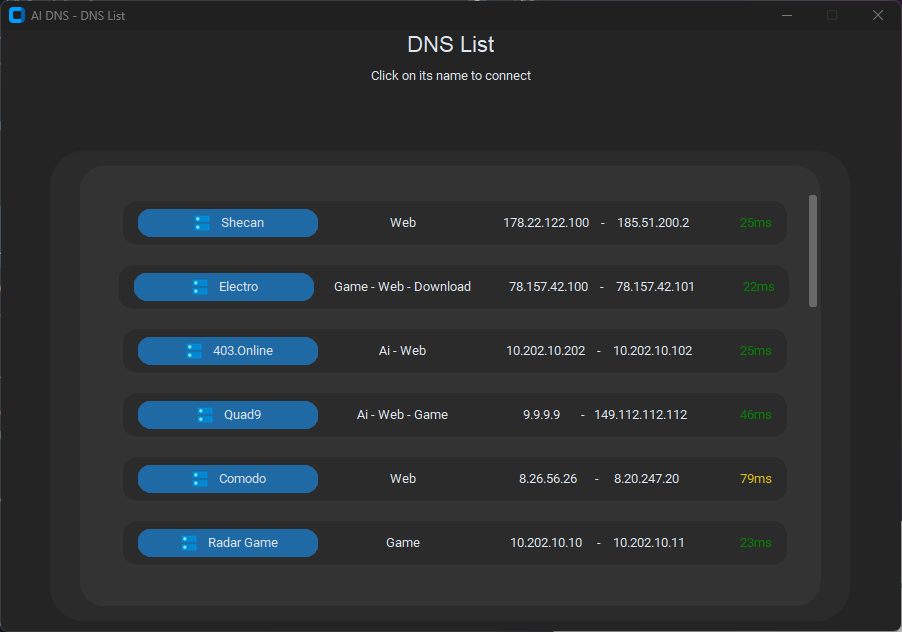 AI DNS - DNS List
DNS List
Click on its name to connect
Shecan Web 178.22.122.100 - 185.51.200.2 25ms
Electro Game - Web - Download 78.157.42.100 - 78.157.42.101 22ms
403.Online Ai - Web 10.202.10.202 - 10.202.10.102 25ms
Quad9 Ai - Web - Game 9.9.9.9 - 149.112.112.112 46ms
Comodo Web 8.26.56.26 - 8.20.247.20 79ms
Radar Game Game 10.202.10.10 - 10.202.10.11 23ms